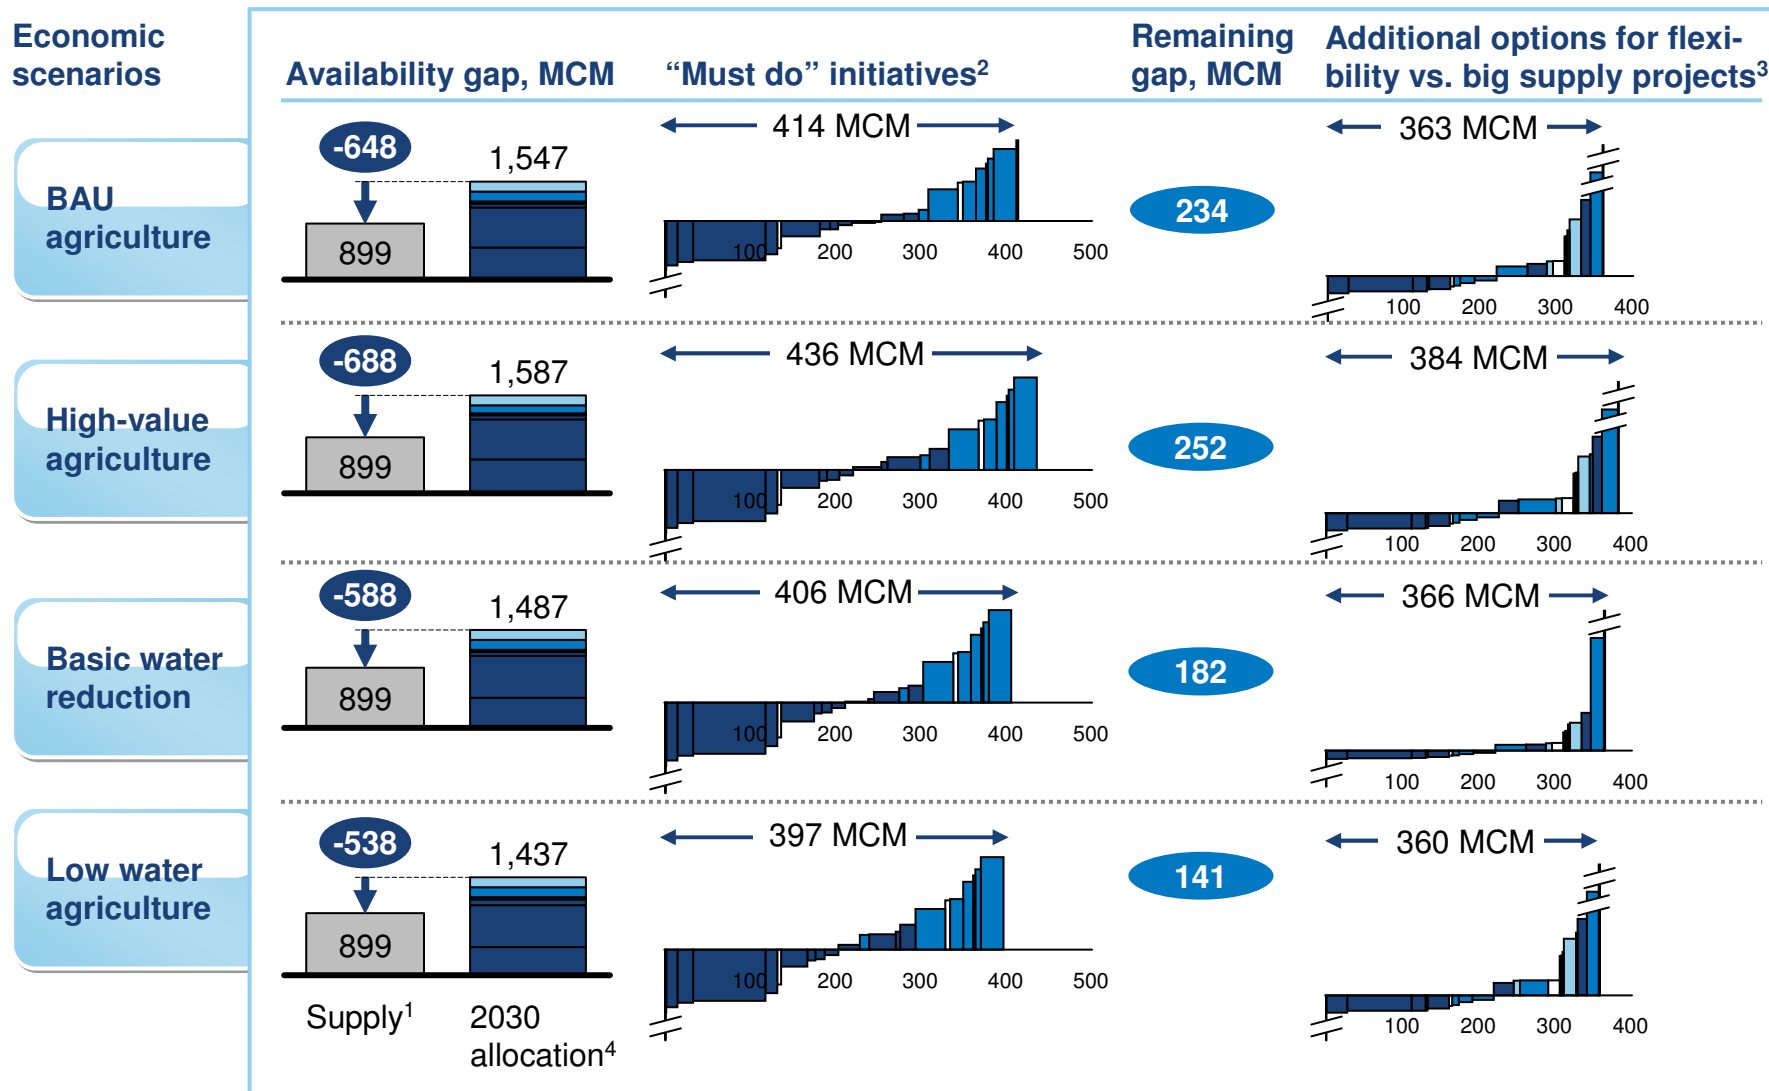 Economic
scenarios
Availability gap, MCM
“Must do” initiatives2
Remaining
gap, MCM
Additional options for flexi-
bility vs. big supply projects3
BAU
agriculture
-648
1,547
899
414 MCM
100 200 300 400 500
234
363 MCM
100 200 300 400
High-value
agriculture
-688
1,587
899
436 MCM
100 200 300 400 500
252
384 MCM
100 200 300 400
Basic water
reduction
-588
1,487
899
406 MCM
100 200 300 400 500
182
366 MCM
100 200 300 400
Low water
agriculture
-538
1,437
899
397 MCM
100 200 300 400 500
141
360 MCM
100 200 300 400
Supply1
2030
allocation4